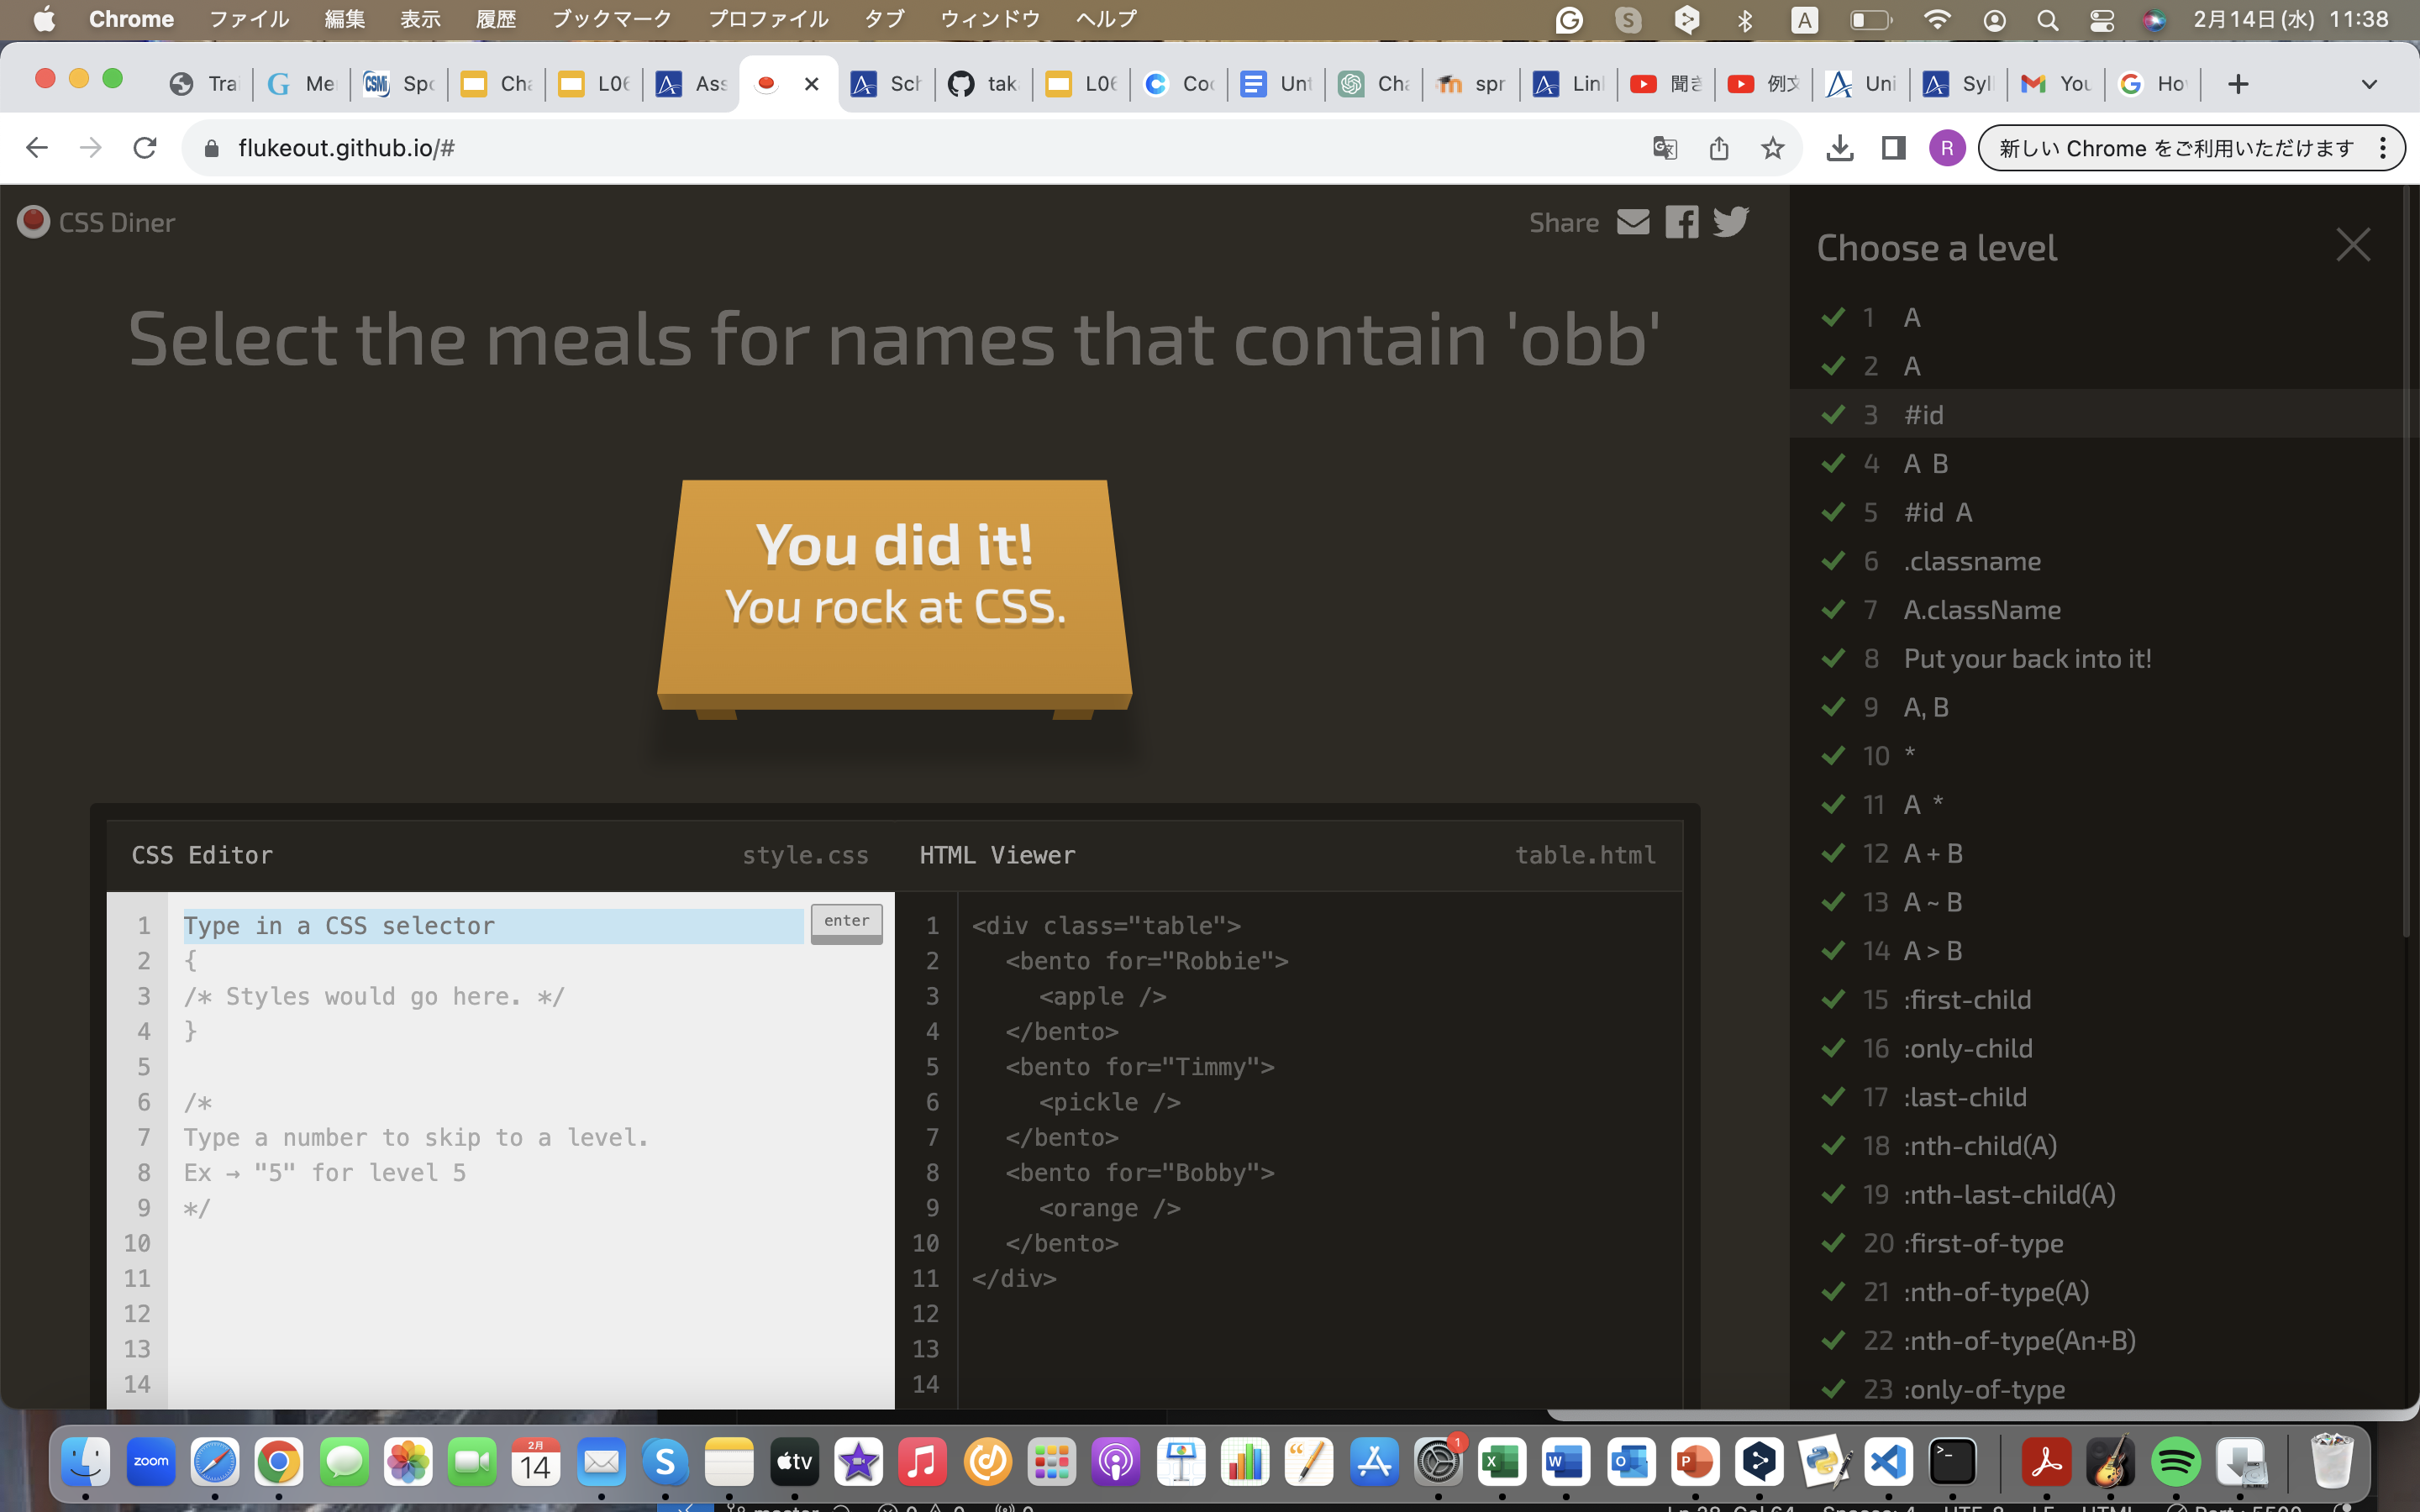 Chrome ファイル 編集 表示 履歴 ブックマーク プロファイル タブ ウィンドウ ヘルプ A 2月14日(水) 11:38
Trai Me CSMi Spo Cha L06 Ass Sch tak L06 Coc Unt Cha spr Lin 聞き 例文 Uni Syll You Ho
flukeout.github.io/# R 新しい Chrome をご利用いただけます
CSS Diner Share
Select the meals for names that contain 'obb'
You did it!
You rock at CSS.
CSS Editor style.css
1 Type in a CSS selector enter
2 {
3 /* Styles would go here. */
4 }
5
6 /*
7 Type a number to skip to a level.
8 Ex → "5" for level 5
9 */
10
11
12
13
14
HTML Viewer table.html
1 <div class="table">
2 <bento for="Robbie">
3 <apple />
4 </bento>
5 <bento for="Timmy">
6 <pickle />
7 </bento>
8 <bento for="Bobby">
9 <orange />
10 </bento>
11 </div>
12
13
14
Choose a level
1 A
2 A
3 #id
4 A B
5 #id A
6 .classname
7 A.className
8 Put your back into it!
9 A, B
10 *
11 A *
12 A + B
13 A ~ B
14 A > B
15 :first-child
16 :only-child
17 :last-child
18 :nth-child(A)
19 :nth-last-child(A)
20 :first-of-type
21 :nth-of-type(A)
22 :nth-of-type(An+B)
23 :only-of-type
zoom 2月 14 S tv 1 X W O P